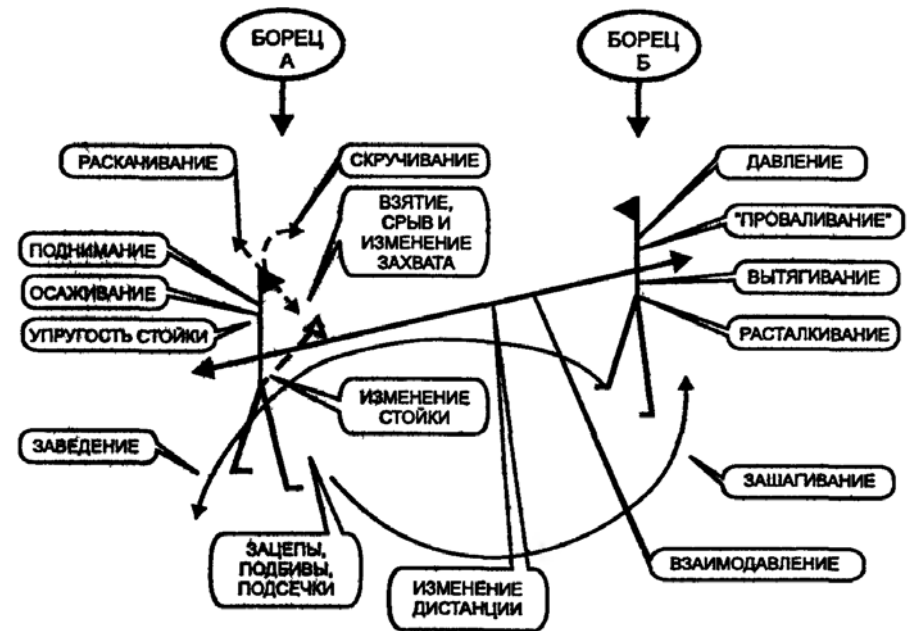 БОРЕЦ
А
БОРЕЦ
Б
РАСКАЧИВАНИЕ
СКРУЧИВАНИЕ
ДАВЛЕНИЕ
ВЗЯТИЕ,
СРЫВ И
ИЗМЕНЕНИЕ
ЗАХВАТА
"ПРОВАЛИВАНИЕ"
ПОДНИМАНИЕ
ВЫТЯГИВАНИЕ
ОСАЖИВАНИЕ
УПРУГОСТЬ СТОЙКИ
РАСТАЛКИВАНИЕ
ИЗМЕНЕНИЕ
СТОЙКИ
ЗАВЕДЕНИЕ
ЗАШАГИВАНИЕ
ЗАЦЕПЫ,
ПОДБИВЫ,
ПОДСЕЧКИ
ИЗМЕНЕНИЕ
ДИСТАНЦИИ
ВЗАИМОДАВЛЕНИЕ